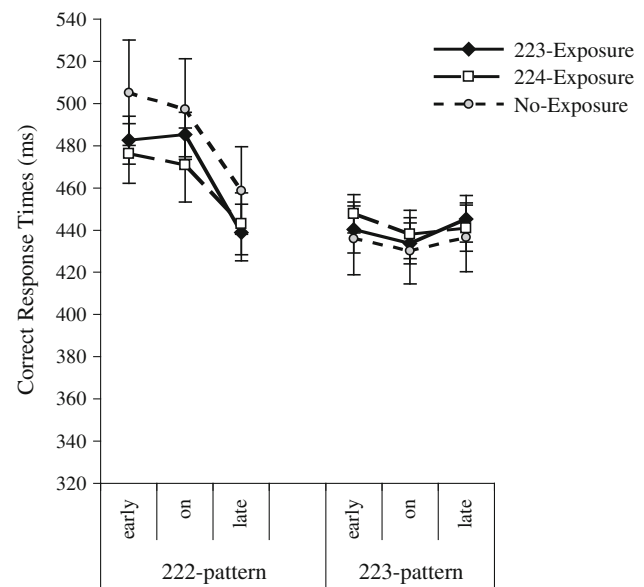 540
520
500
480
460
440
420
400
380
360
340
320
Correct Response Times (ms)
223-Exposure
224-Exposure
No-Exposure
early
on
late
early
on
late
222-pattern
223-pattern